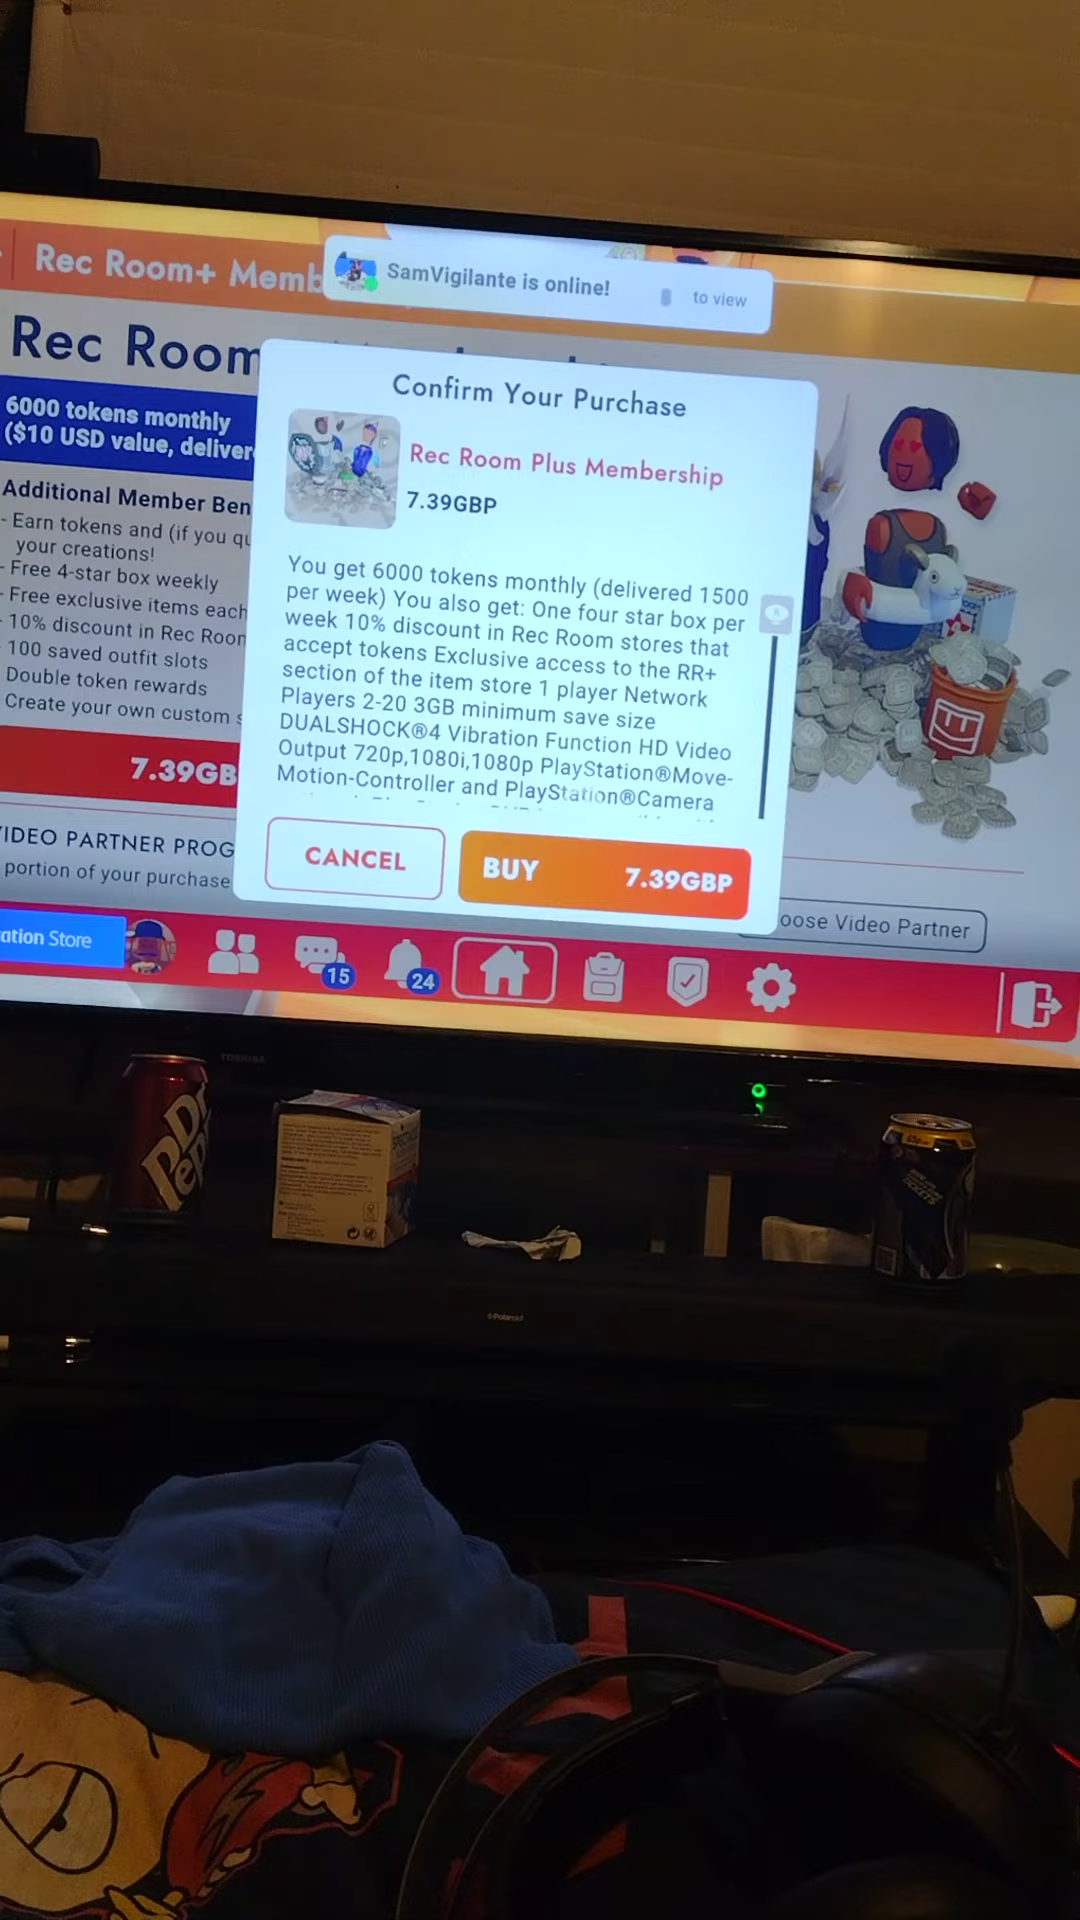 Rec Room+ Memb
SamVigilante is online!
to view
Rec Room
6000 tokens monthly
($10 USD value, deliver
Additional Member Ben
- Earn tokens and (if you qu
your creations!
- Free 4-star box weekly
- Free exclusive items each
- 10% discount in Rec Roon
- 100 saved outfit slots
Double token rewards
Create your own custom s
7.39GB
IDEO PARTNER PROG
portion of your purchase
Confirm Your Purchase
Rec Room Plus Membership
7.39GBP
You get 6000 tokens monthly (delivered 1500
per week) You also get: One four star box per
week 10% discount in Rec Room stores that
accept tokens Exclusive access to the RR+
section of the item store 1 player Network
Players 2-20 3GB minimum save size
DUALSHOCK®4 Vibration Function HD Video
Output 720p,1080i,1080p PlayStation®Move-
Motion-Controller and PlayStation®Camera
CANCEL
BUY 7.39GBP
oose Video Partner
ation Store
15
24
TOSHIBA
Dr
Pep
65p
Polaroid